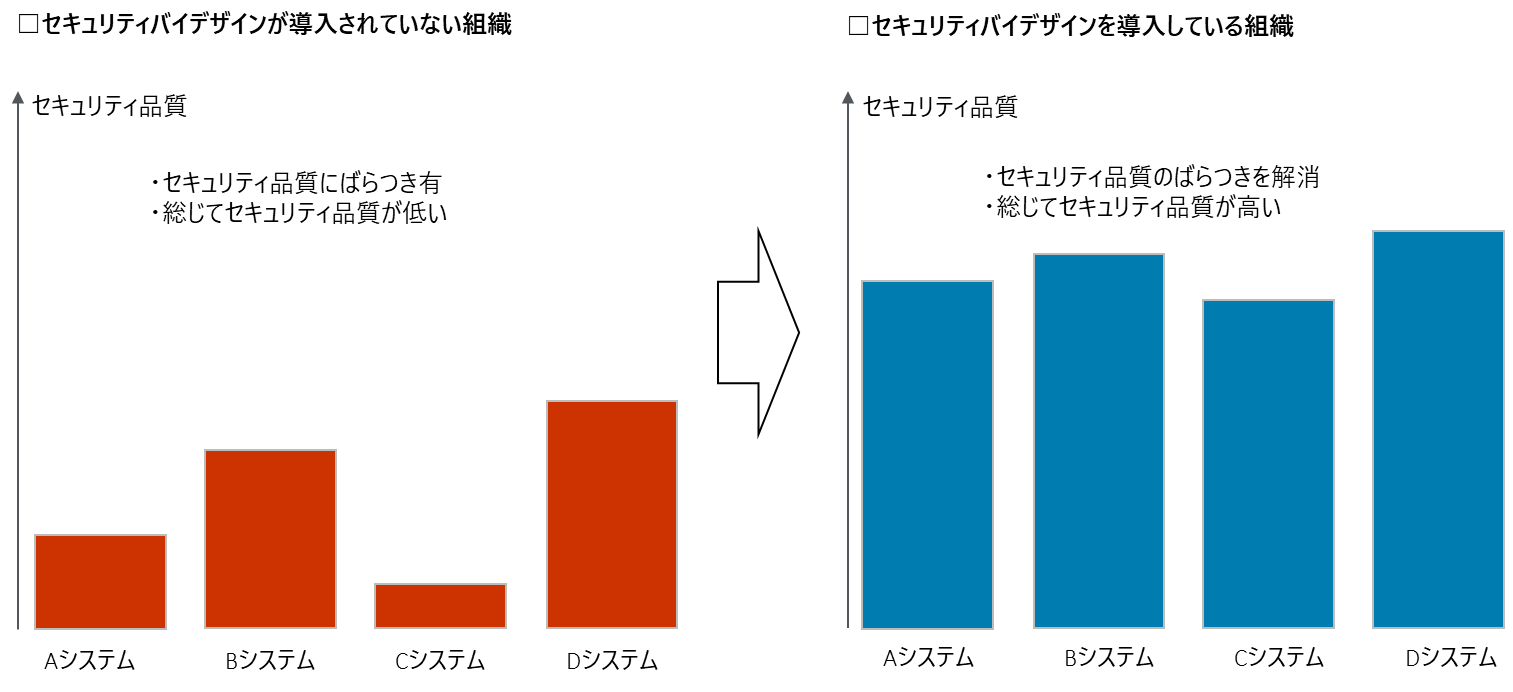 □セキュリティバイデザインが導入されていない組織
セキュリティ品質
・セキュリティ品質にばらつき有
・総じてセキュリティ品質が低い
Aシステム
Bシステム
Cシステム
Dシステム
□セキュリティバイデザインを導入している組織
セキュリティ品質
・セキュリティ品質のばらつきを解消
・総じてセキュリティ品質が高い
Aシステム
Bシステム
Cシステム
Dシステム